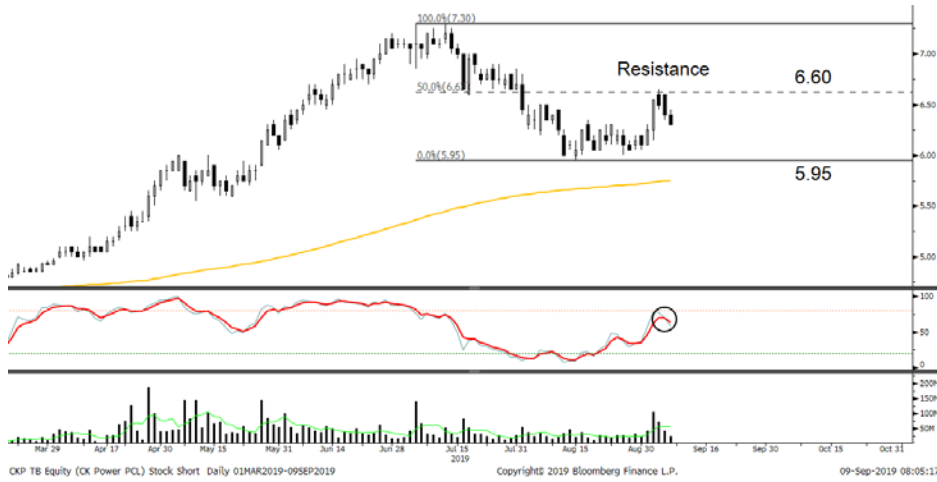 100.0%(7.30)
7.00
Resistance
6.60
50.0%(6.6
6.50
0.0%(5.95)
6.00
5.95
5.50
5.00
100
50
0
200M
150M
100M
50M
Mar 29 Apr 17 Apr 30 May 15 May 31 Jun 14 Jun 28 Jul 15 Jul 31 Aug 15 Aug 30 Sep 16 Sep 30 Oct 15 Oct 31
2019
CKP TB Equity (CK Power PCL) Stock Short Daily 01MAR2019-09SEP2019 Copyright© 2019 Bloomberg Finance L.P. 09-Sep-2019 08:05:17